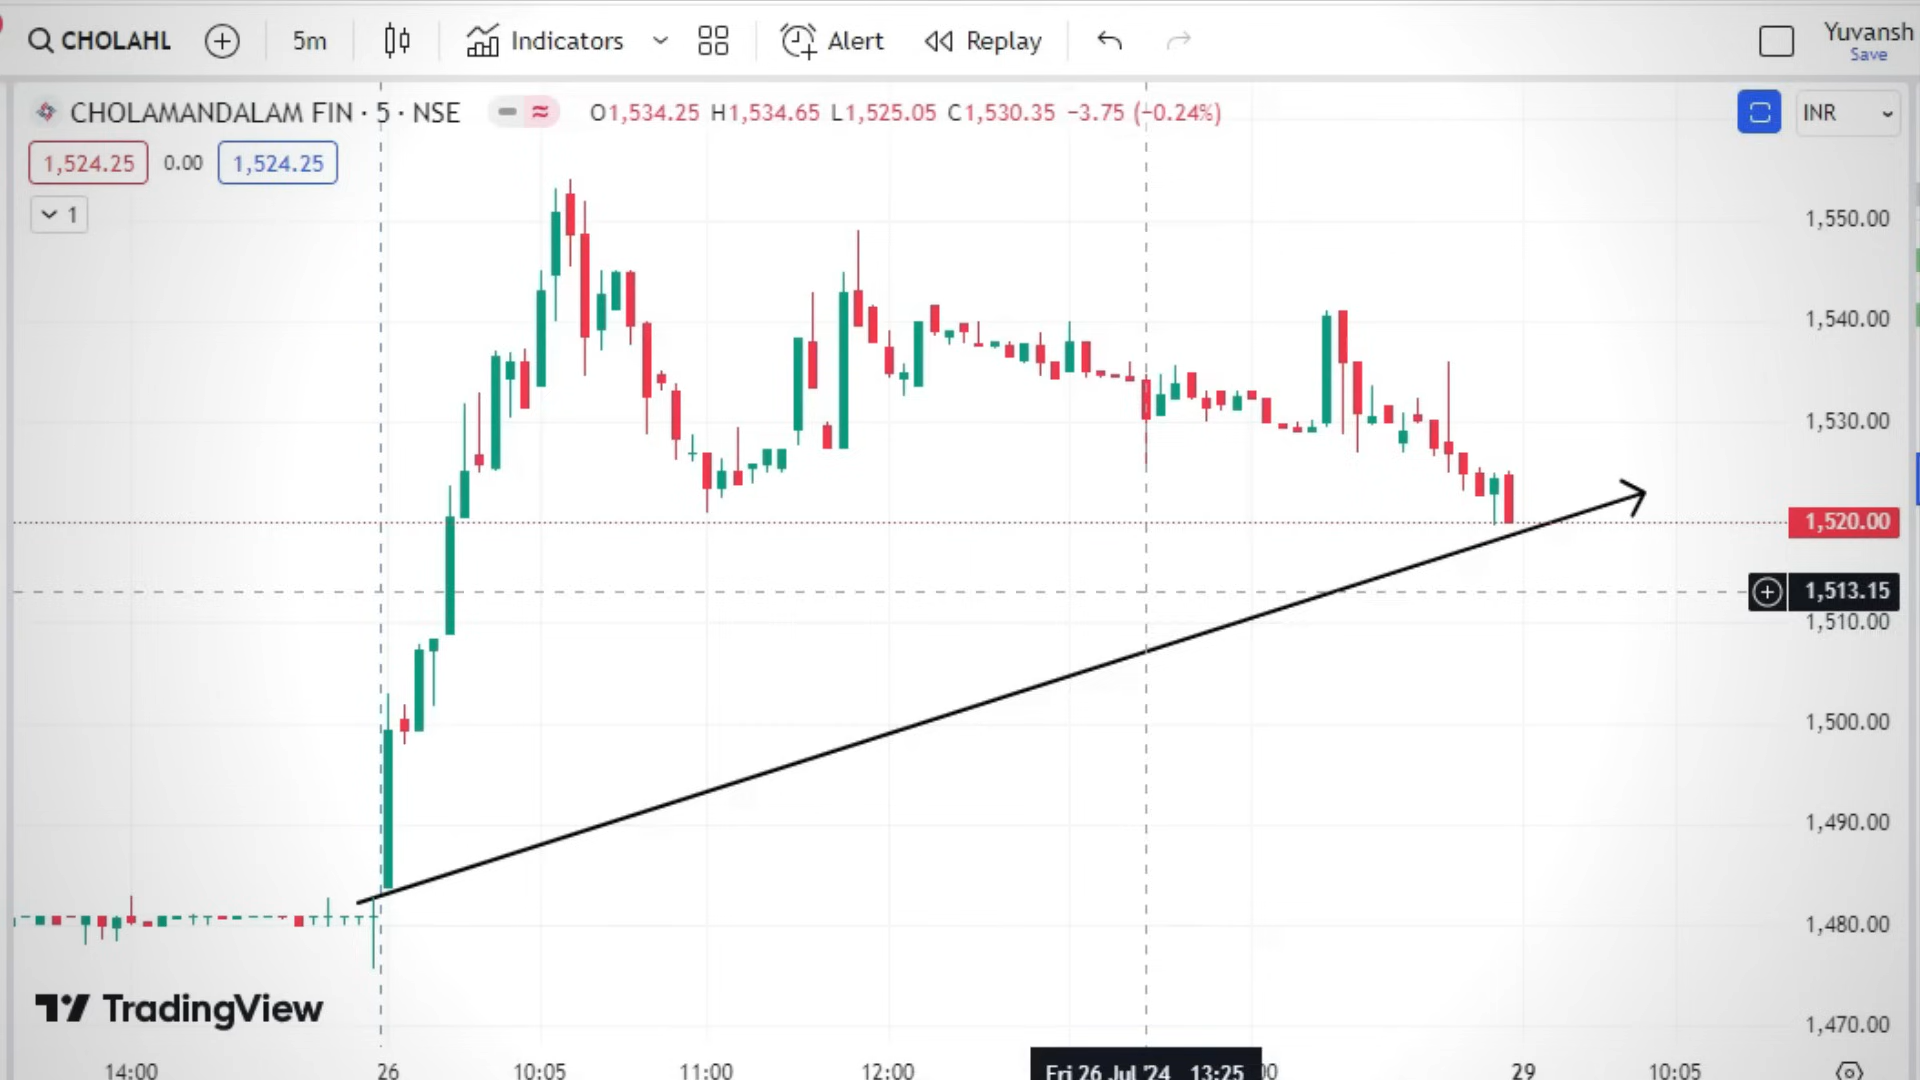 CHOLAHL 5m Indicators Alert Replay Yuvansh
Save
CHOLAMANDALAM FIN · 5 · NSE O1,534.25 H1,534.65 L1,525.05 C1,530.35 −3.75 (−0.24%) INR
1,524.25 0.00 1,524.25
1
1,550.00
1,540.00
1,530.00
1,520.00
1,513.15
1,510.00
1,500.00
1,490.00
1,480.00
1,470.00
TradingView
14:00 26 10:05 11:00 12:00 Fri 26 Jul '24 13:25 29 10:05